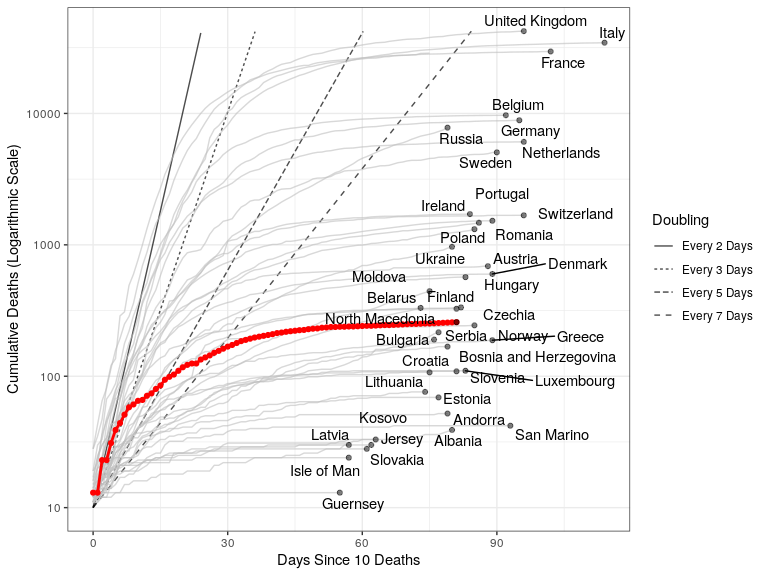 United Kingdom
Italy
France
Belgium
Germany
Russia
Netherlands
Sweden
Portugal
Ireland
Switzerland
Romania
Poland
Ukraine
Austria
Denmark
Moldova
Hungary
Belarus
Finland
North Macedonia
Czechia
Bulgaria
Serbia
Norway
Greece
Croatia
Bosnia and Herzegovina
Lithuania
Slovenia
Luxembourg
Estonia
Kosovo
Andorra
Latvia
Jersey
San Marino
Albania
Slovakia
Isle of Man
Guernsey
10000
1000
100
10
0
30
60
90
Days Since 10 Deaths
Cumulative Deaths (Logarithmic Scale)
Doubling
Every 2 Days
Every 3 Days
Every 5 Days
Every 7 Days